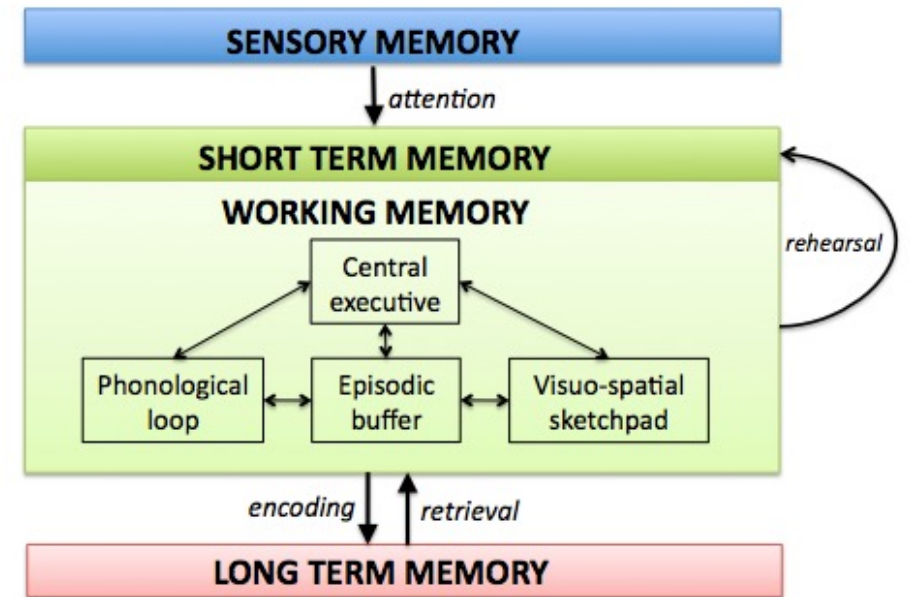 SENSORY MEMORY
attention
SHORT TERM MEMORY
WORKING MEMORY
rehearsal
Central
executive
Phonological
loop
Episodic
buffer
Visuo-spatial
sketchpad
encoding
retrieval
LONG TERM MEMORY